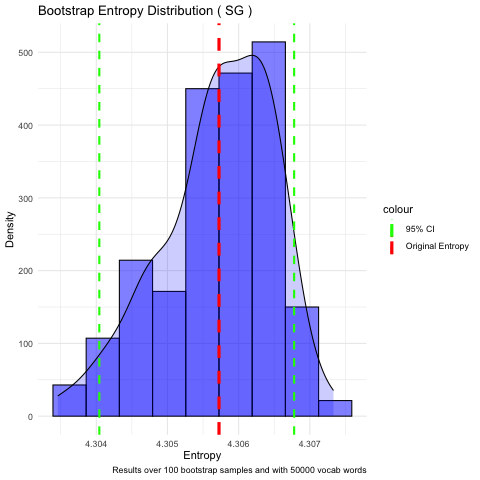 Bootstrap Entropy Distribution ( SG )
500
400
300
200
100
0
Density
4.304
4.305
4.306
4.307
Entropy
Results over 100 bootstrap samples and with 50000 vocab words
colour
95% CI
Original Entropy